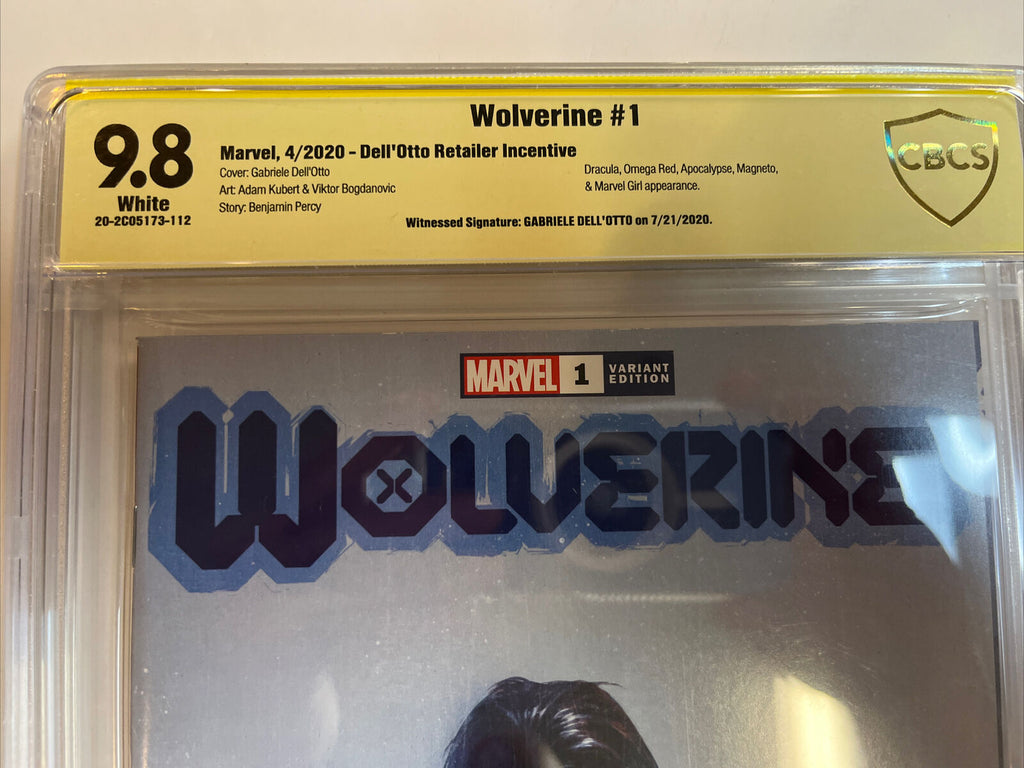 Wolverine #1
9.8
White
20-2C05173-112
Marvel, 4/2020 - Dell'Otto Retailer Incentive
Cover: Gabriele Dell'Otto
Art: Adam Kubert & Viktor Bogdanovic
Story: Benjamin Percy
Dracula, Omega Red, Apocalypse, Magneto,
& Marvel Girl appearance.
Witnessed Signature: GABRIELE DELL'OTTO on 7/21/2020.
CBCS
MARVEL 1 VARIANT
EDITION
WOLVERINE